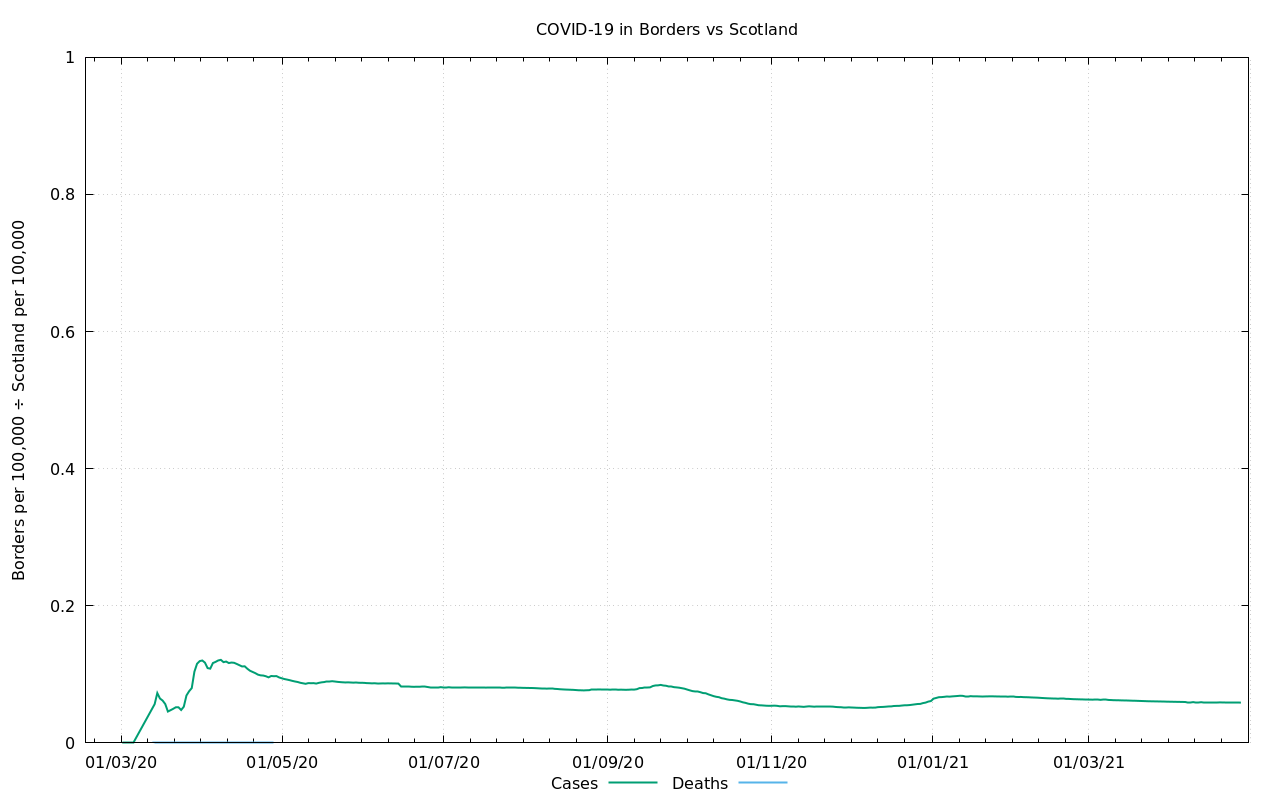 COVID-19 in Borders vs Scotland
Borders per 100,000 ÷ Scotland per 100,000
1
0.8
0.6
0.4
0.2
0
01/03/20 01/05/20 01/07/20 01/09/20 01/11/20 01/01/21 01/03/21
Cases Deaths